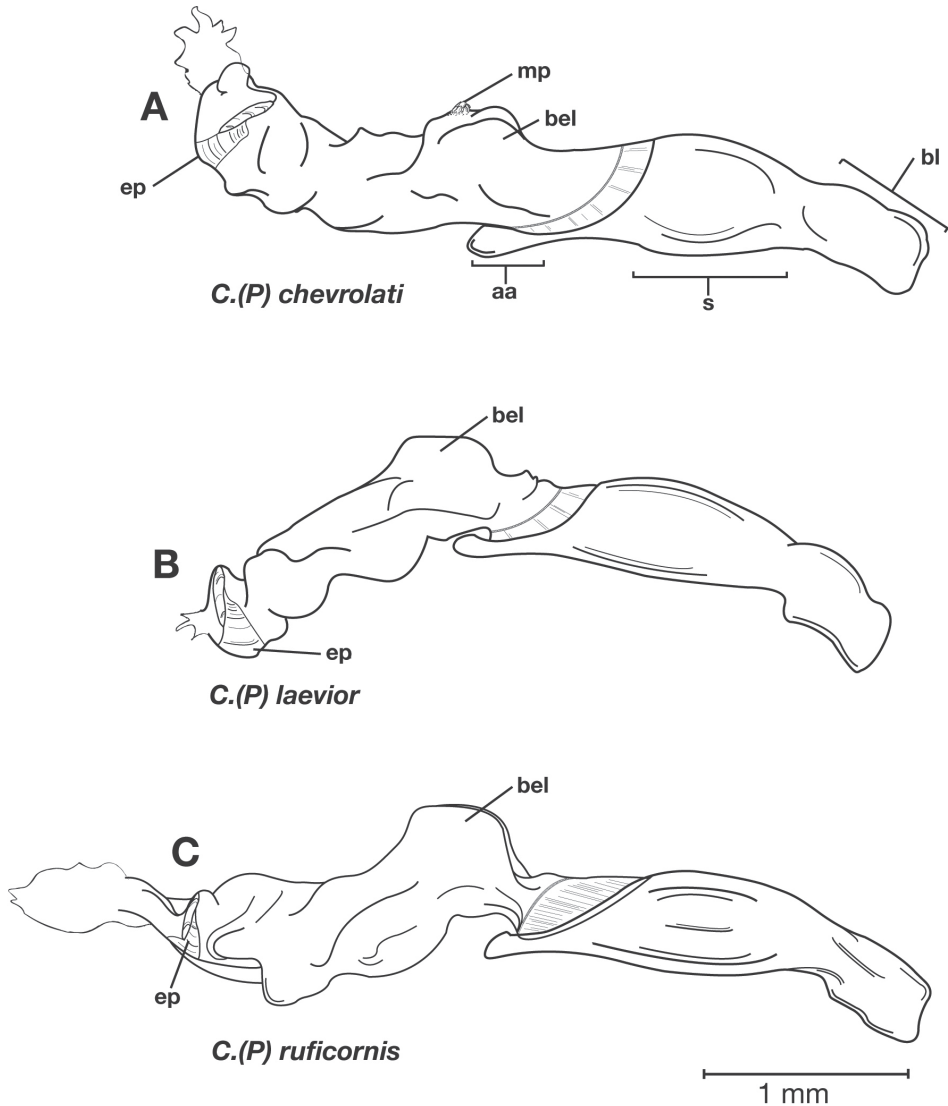 mp
A
bel
bl
ep
aa
s
C.(P) chevrolati
bel
B
ep
C.(P) laevior
bel
C
ep
C.(P) ruficornis
1 mm